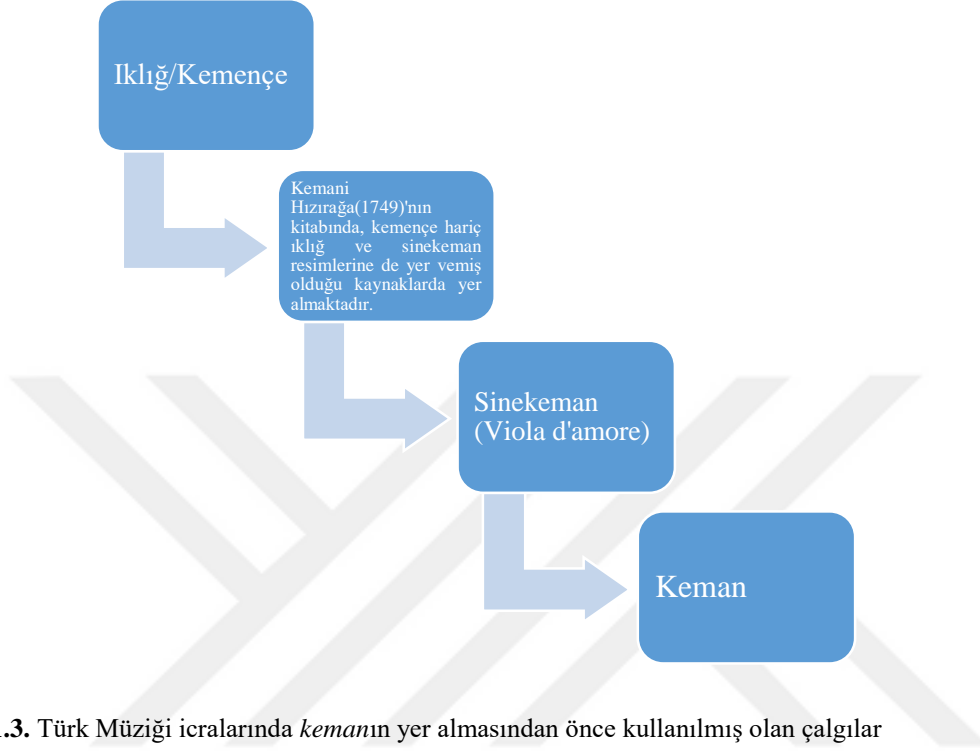 Iklığ/Kemençe
Kemani
Hızırağa(1749)'nın
kitabında, kemençe hariç
ıklığ ve sinekeman
resimlerine de yer vemiş
olduğu kaynaklarda yer
almaktadır.
Sinekeman
(Viola d'amore)
Keman
.3. Türk Müziği icralarında kemanın yer almasından önce kullanılmış olan çalgılar